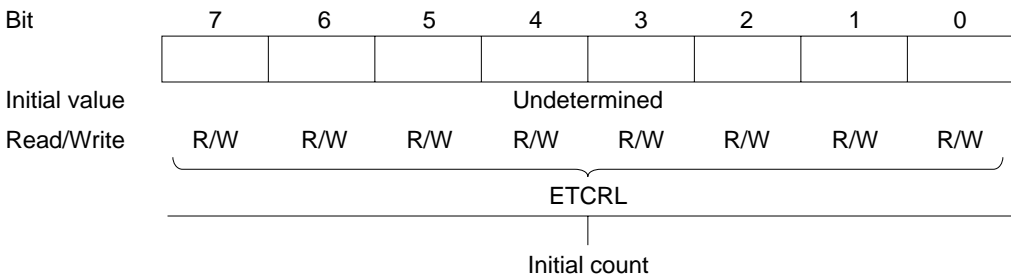 Bit 7 6 5 4 3 2 1 0
Initial value Undetermined
Read/Write R/W R/W R/W R/W R/W R/W R/W R/W
ETCRL
Initial count